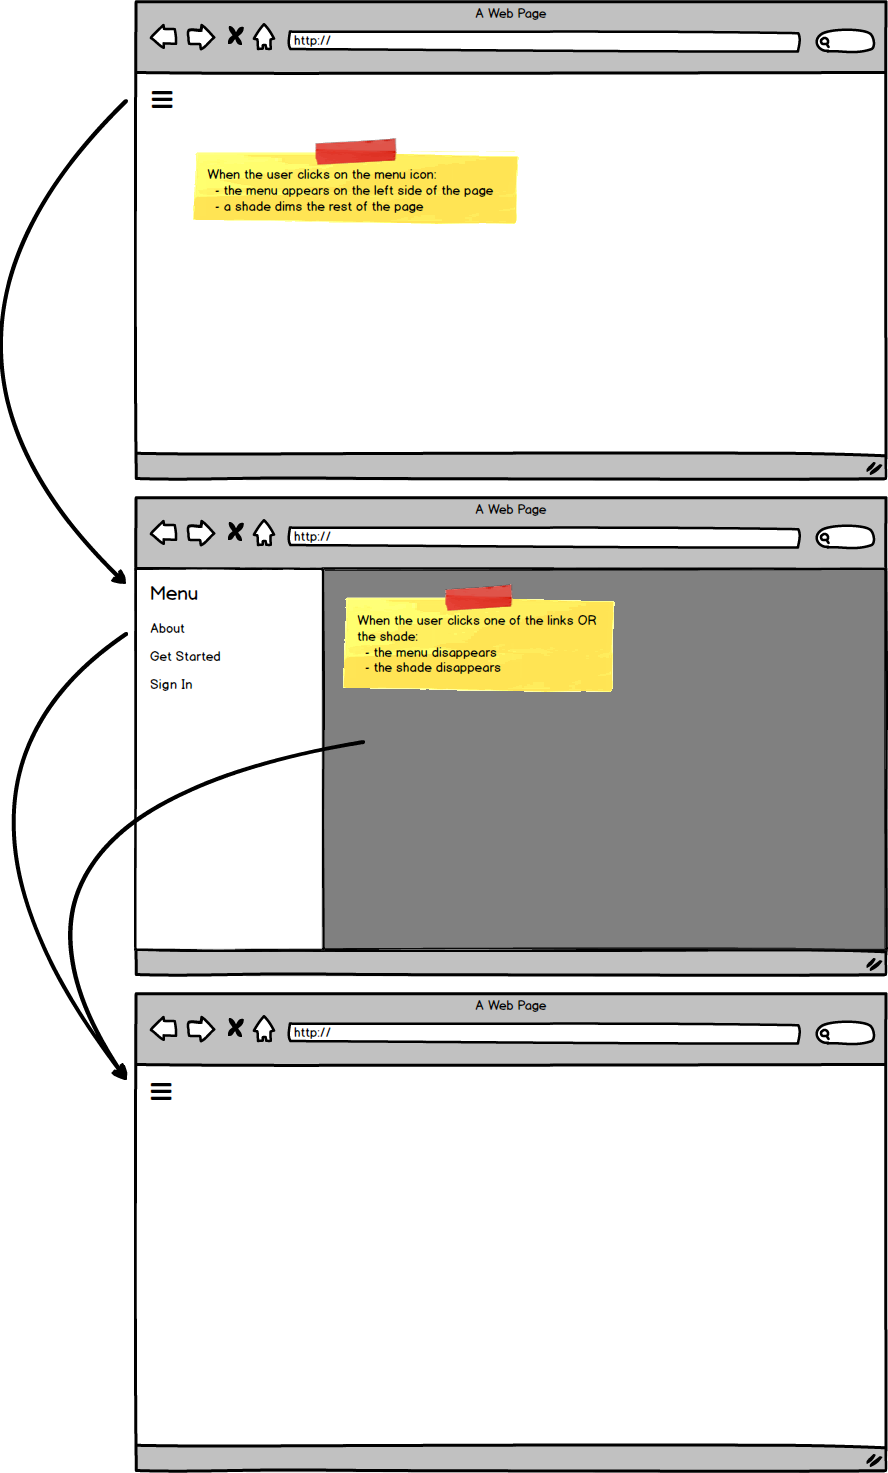 A Web Page
http://
When the user clicks on the menu icon:
- the menu appears on the left side of the page
- a shade dims the rest of the page
A Web Page
http://
Menu
About
Get Started
Sign In
When the user clicks one of the links OR
the shade:
- the menu disappears
- the shade disappears
A Web Page
http://